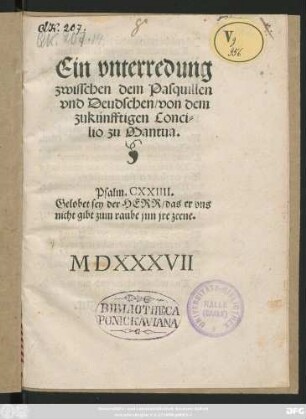 Ein vnterredung
zwisschen dem Pasquillen
vnd Deudschen/von dem
zukünfftigen Conci-
lio zu Mantua.
Psalm. CXXIIII.
Gelobet sey der HERR/das er vns
nicht gibt zum raube jnn jre zeene.
MDXXXVII
BIBLIOTHECA
PONICKAVIANA